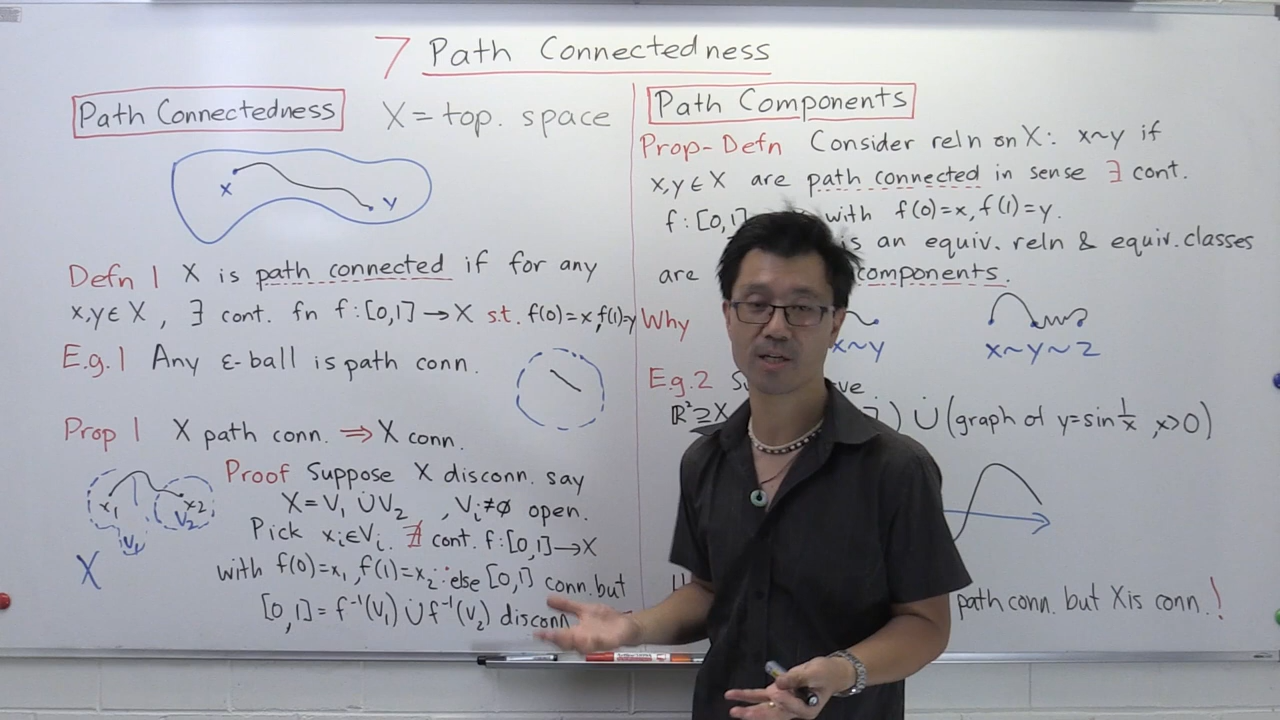 7 Path Connectedness
Path Connectedness
X = top. space
x
y
Defn 1 X is path connected if for any
x,y ∈ X , ∃ cont. fn f: [0,1] → X s.t. f(0)=x, f(1)=y
E.g.1 Any ε-ball is path conn.
Prop 1 X path conn. ⇒ X conn.
Proof Suppose X disconn. say
X = V₁ ∪̇ V₂ , Vᵢ ≠ ∅ open.
Pick xᵢ ∈ Vᵢ. ∄ cont. f: [0,1] → X
with f(0)=x₁, f(1)=x₂ ∵ else [0,1] conn. but
[0,1] = f⁻¹(V₁) ∪̇ f⁻¹(V₂) disconn
x₁
x₂
V₂
V₁
X
Path Components
Prop-Defn Consider reln on X: x~y if
x,y ∈ X are path connected in sense ∃ cont.
f: [0,1] with f(0)=x, f(1)=y.
is an equiv. reln & equiv. classes
are components.
Why
x~y
x~y~z
E.g.2
ℝ² ⊇ X ) ∪̇ (graph of y = sin 1/x , x>0)
path conn. but X is conn.!